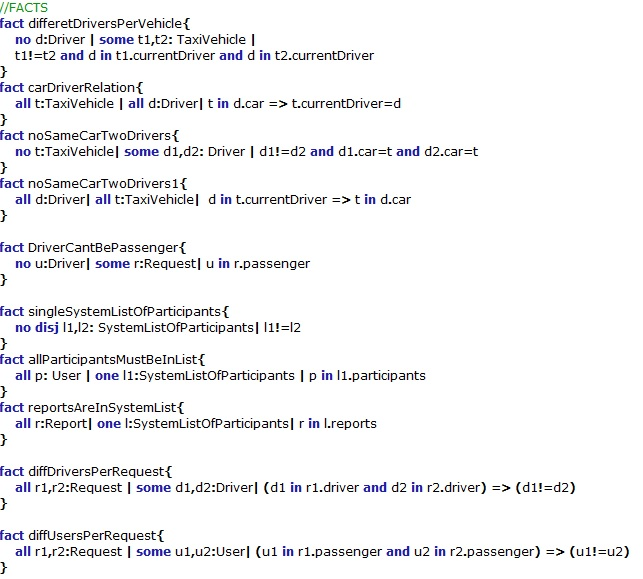 //FACTS
fact differetDriversPerVehicle{
no d:Driver | some t1,t2: TaxiVehicle |
t1!=t2 and d in t1.currentDriver and d in t2.currentDriver
}
fact carDriverRelation{
all t:TaxiVehicle | all d:Driver| t in d.car => t.currentDriver=d
}
fact noSameCarTwoDrivers{
no t:TaxiVehicle| some d1,d2: Driver | d1!=d2 and d1.car=t and d2.car=t
}
fact noSameCarTwoDrivers1{
all d:Driver| all t:TaxiVehicle| d in t.currentDriver => t in d.car
}
fact DriverCantBePassenger{
no u:Driver| some r:Request| u in r.passenger
}
fact singleSystemListOfParticipants{
no disj l1,l2: SystemListOfParticipants| l1!=l2
}
fact allParticipantsMustBeInList{
all p: User | one l1:SystemListOfParticipants | p in l1.participants
}
fact reportsAreInSystemList{
all r:Report| one l:SystemListOfParticipants| r in l.reports
}
fact diffDriversPerRequest{
all r1,r2:Request | some d1,d2:Driver| (d1 in r1.driver and d2 in r2.driver) => (d1!=d2)
}
fact diffUsersPerRequest{
all r1,r2:Request | some u1,u2:User| (u1 in r1.passenger and u2 in r2.passenger) => (u1!=u2)
}